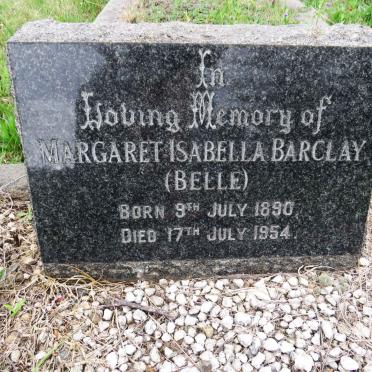 In
Loving Memory of
MARGARET ISABELLA BARCLAY
(BELLE)
BORN 9TH JULY 1890
DIED 17TH JULY 1954